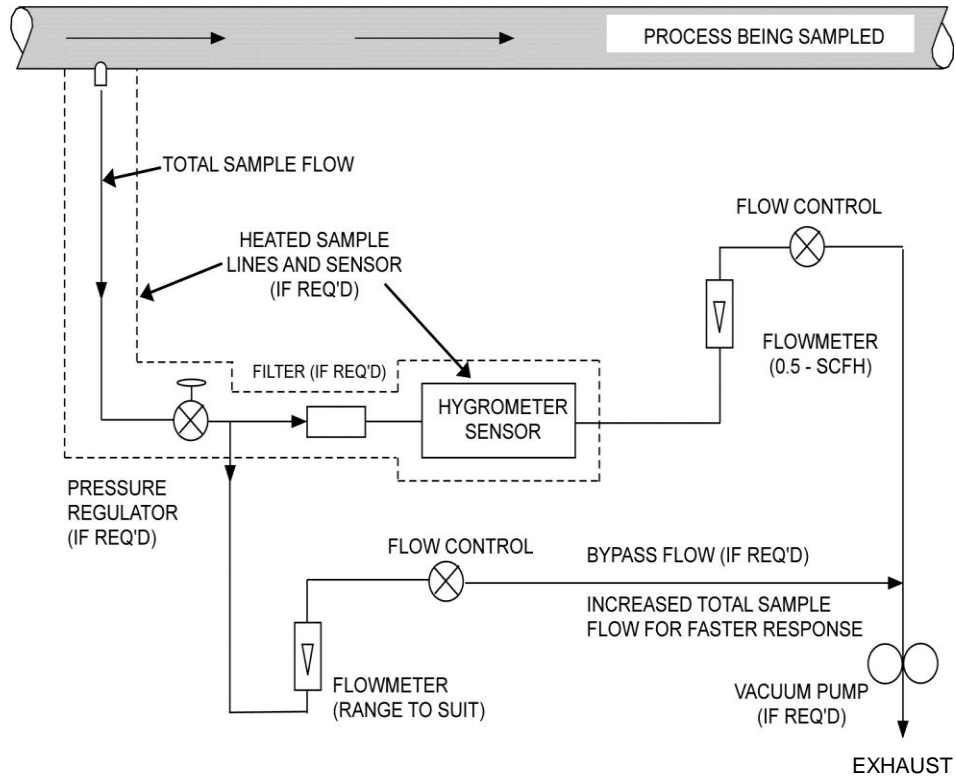 PROCESS BEING SAMPLED
TOTAL SAMPLE FLOW
FLOW CONTROL
HEATED SAMPLE
LINES AND SENSOR
(IF REQ'D)
FLOWMETER
(0.5 - SCFH)
FILTER (IF REQ'D)
HYGROMETER
SENSOR
PRESSURE
REGULATOR
(IF REQ'D)
FLOW CONTROL
BYPASS FLOW (IF REQ'D)
INCREASED TOTAL SAMPLE
FLOW FOR FASTER RESPONSE
FLOWMETER
(RANGE TO SUIT)
VACUUM PUMP
(IF REQ'D)
EXHAUST